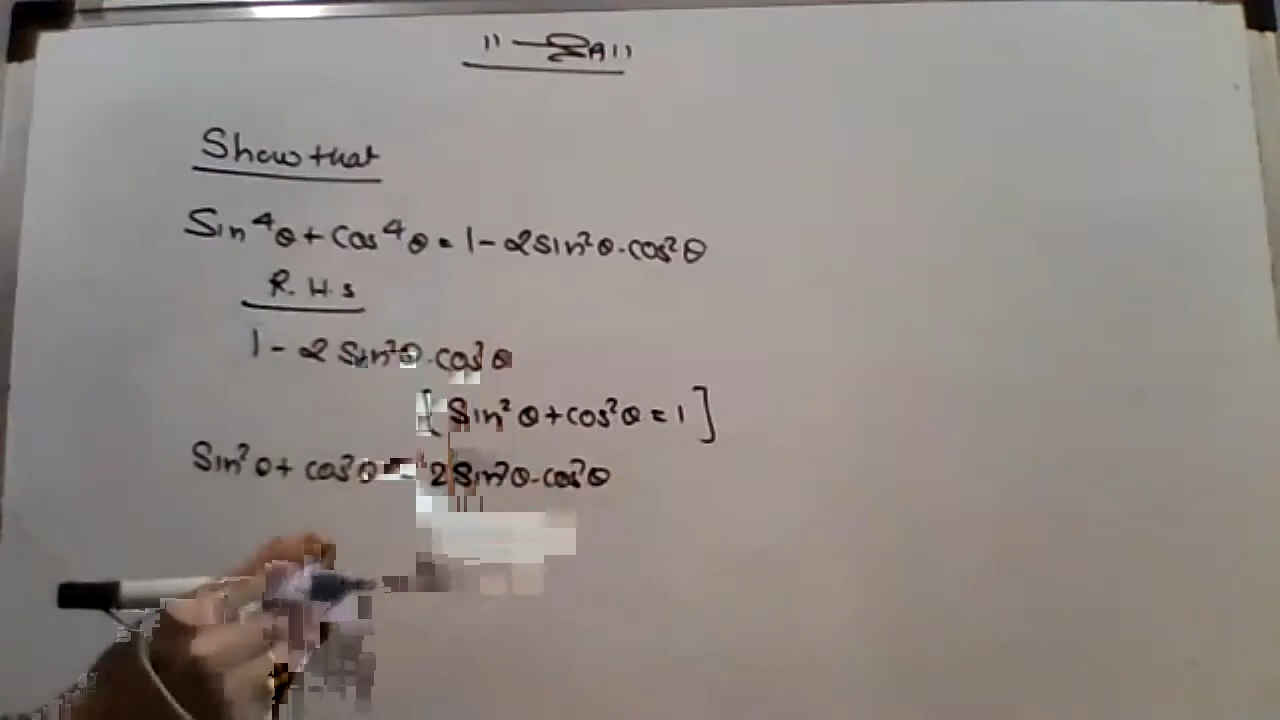 Show that
Sin⁴θ + Cos⁴θ = 1 - 2Sin²θ.cos²θ
R.H.S
1 - 2 Sin²θ.cos²θ
[Sin²θ + cos²θ = 1]
Sin²θ + cos²θ - 2Sin²θ.cos²θ